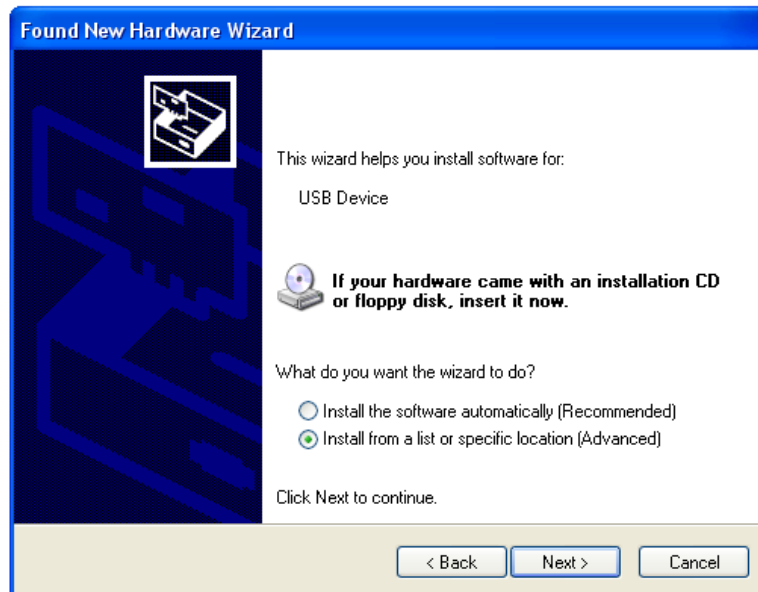 Found New Hardware Wizard
This wizard helps you install software for:
USB Device
If your hardware came with an installation CD
or floppy disk, insert it now.
What do you want the wizard to do?
Install the software automatically (Recommended)
Install from a list or specific location (Advanced)
Click Next to continue.
< Back
Next >
Cancel